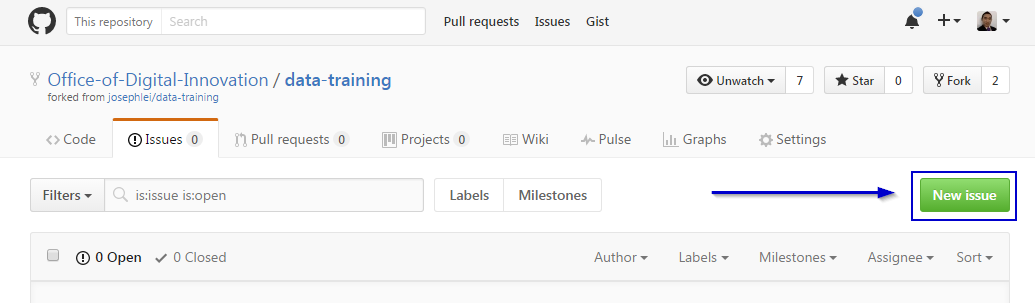 This repository Search Pull requests Issues Gist
Office-of-Digital-Innovation / data-training Unwatch 7 Star 0 Fork 2
forked from josephlei/data-training
Code Issues 0 Pull requests 0 Projects 0 Wiki Pulse Graphs Settings
Filters is:issue is:open Labels Milestones New issue
0 Open 0 Closed Author Labels Milestones Assignee Sort